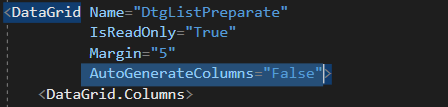 <DataGrid Name="DtgListPreparate"
IsReadOnly="True"
Margin="5"
AutoGenerateColumns="False">
<DataGrid.Columns>